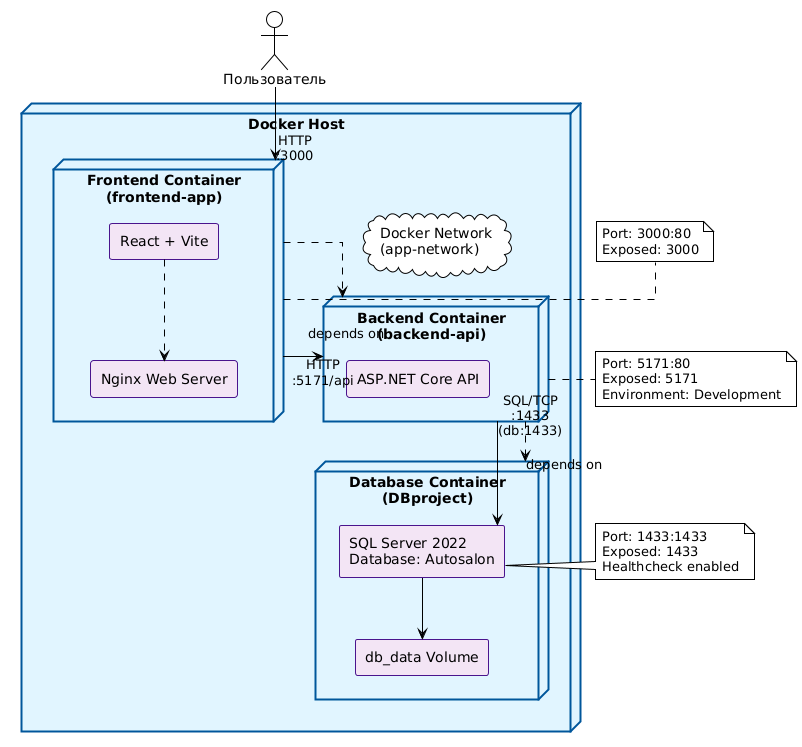 Пользователь
Docker Host
HTTP
:3000
Frontend Container
(frontend-app)
React + Vite
Nginx Web Server
Docker Network
(app-network)
Port: 3000:80
Exposed: 3000
depends on
Backend Container
(backend-api)
HTTP
:5171/api
ASP.NET Core API
Port: 5171:80
Exposed: 5171
Environment: Development
SQL/TCP
:1433
(db:1433)
depends on
Database Container
(DBproject)
SQL Server 2022
Database: Autosalon
Port: 1433:1433
Exposed: 1433
Healthcheck enabled
db_data Volume